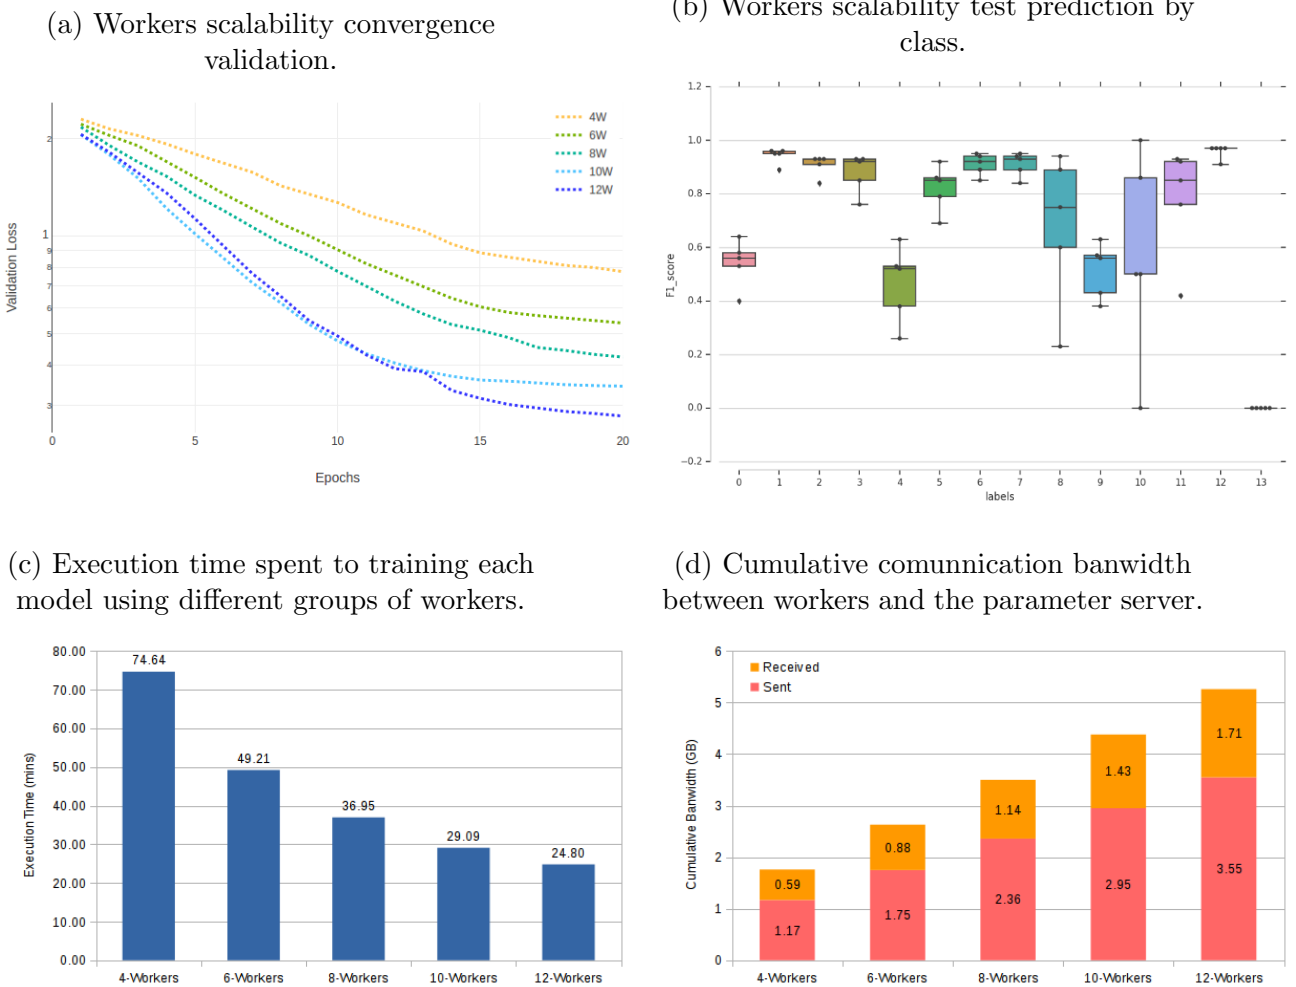 (a) Workers scalability convergence
validation.
(b) Workers scalability test prediction by
class.
2
1
9
8
7
6
5
4
3
Validation Loss
4W
6W
8W
10W
12W
0 5 10 15 20
Epochs
1.2
1.0
0.8
0.6
0.4
0.2
0.0
−0.2
F1_score
0 1 2 3 4 5 6 7 8 9 10 11 12 13
labels
(c) Execution time spent to training each
model using different groups of workers.
(d) Cumulative comunnication banwidth
between workers and the parameter server.
80.00
70.00
60.00
50.00
40.00
30.00
20.00
10.00
0.00
Execution Time (mins)
74.64
49.21
36.95
29.09
24.80
4-Workers 6-Workers 8-Workers 10-Workers 12-Workers
6
5
4
3
2
1
0
Cumulative Banwidth (GB)
Received
Sent
0.59
1.17
0.88
1.75
1.14
2.36
1.43
2.95
1.71
3.55
4-Workers 6-Workers 8-Workers 10-Workers 12-Workers